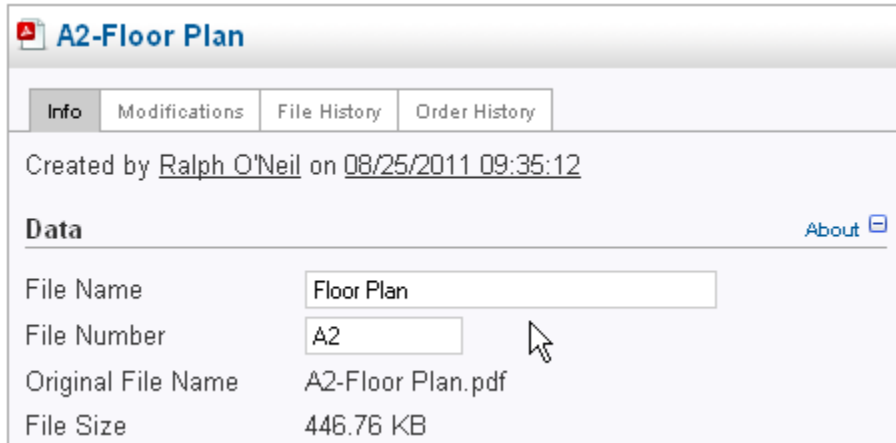 A2-Floor Plan
Info Modifications File History Order History
Created by Ralph O'Neil on 08/25/2011 09:35:12
Data About
File Name Floor Plan
File Number A2
Original File Name A2-Floor Plan.pdf
File Size 446.76 KB